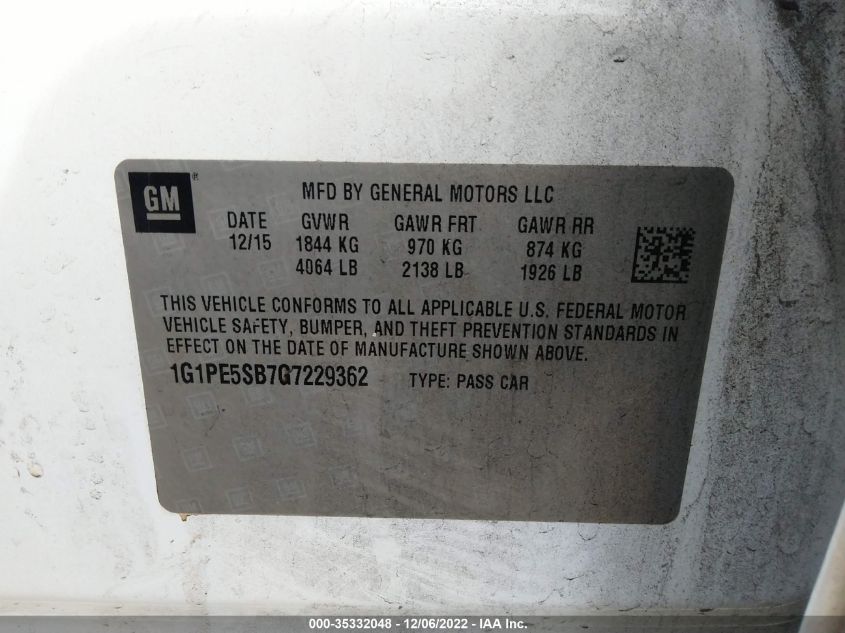 GM®
MFD BY GENERAL MOTORS LLC
DATE GVWR GAWR FRT GAWR RR
12/15 1844 KG 970 KG 874 KG
4064 LB 2138 LB 1926 LB
THIS VEHICLE CONFORMS TO ALL APPLICABLE U.S. FEDERAL MOTOR
VEHICLE SAFETY, BUMPER, AND THEFT PREVENTION STANDARDS IN
EFFECT ON THE DATE OF MANUFACTURE SHOWN ABOVE.
1G1PE5SB7G7229362 TYPE: PASS CAR
000-35332048 - 12/06/2022 - IAA Inc.